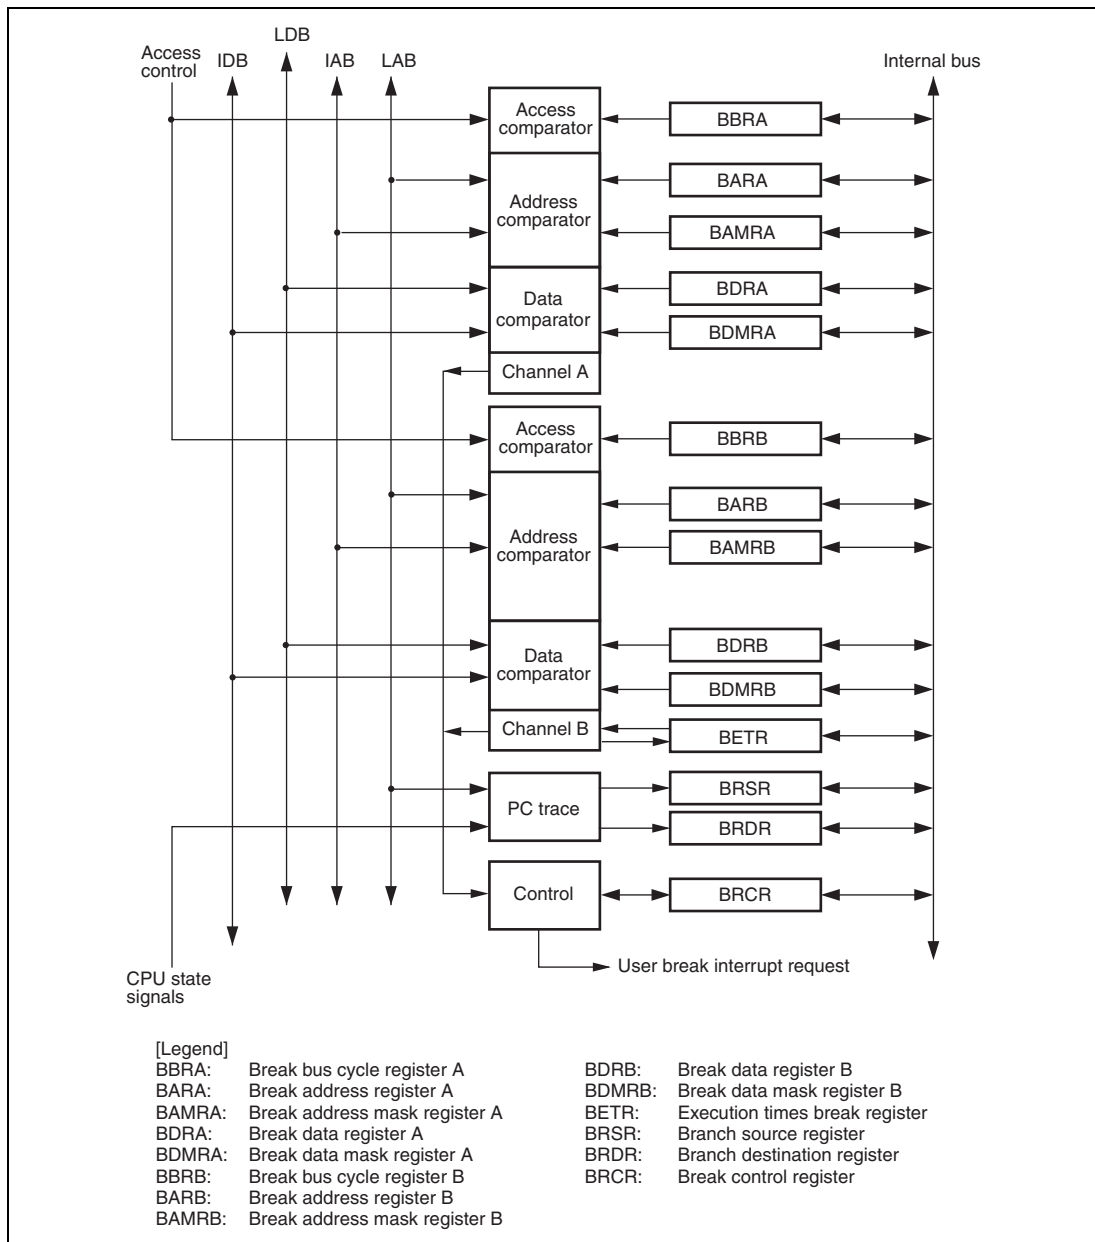 LDB
Access
control
IDB
IAB
LAB
Internal bus
Access
comparator
BBRA
BARA
Address
comparator
BAMRA
BDRA
Data
comparator
BDMRA
Channel A
Access
comparator
BBRB
BARB
Address
comparator
BAMRB
BDRB
Data
comparator
BDMRB
Channel B
BETR
BRSR
PC trace
BRDR
Control
BRCR
User break interrupt request
CPU state
signals
[Legend]
BBRA: Break bus cycle register A
BARA: Break address register A
BAMRA: Break address mask register A
BDRA: Break data register A
BDMRA: Break data mask register A
BBRB: Break bus cycle register B
BARB: Break address register B
BAMRB: Break address mask register B
BDRB: Break data register B
BDMRB: Break data mask register B
BETR: Execution times break register
BRSR: Branch source register
BRDR: Branch destination register
BRCR: Break control register